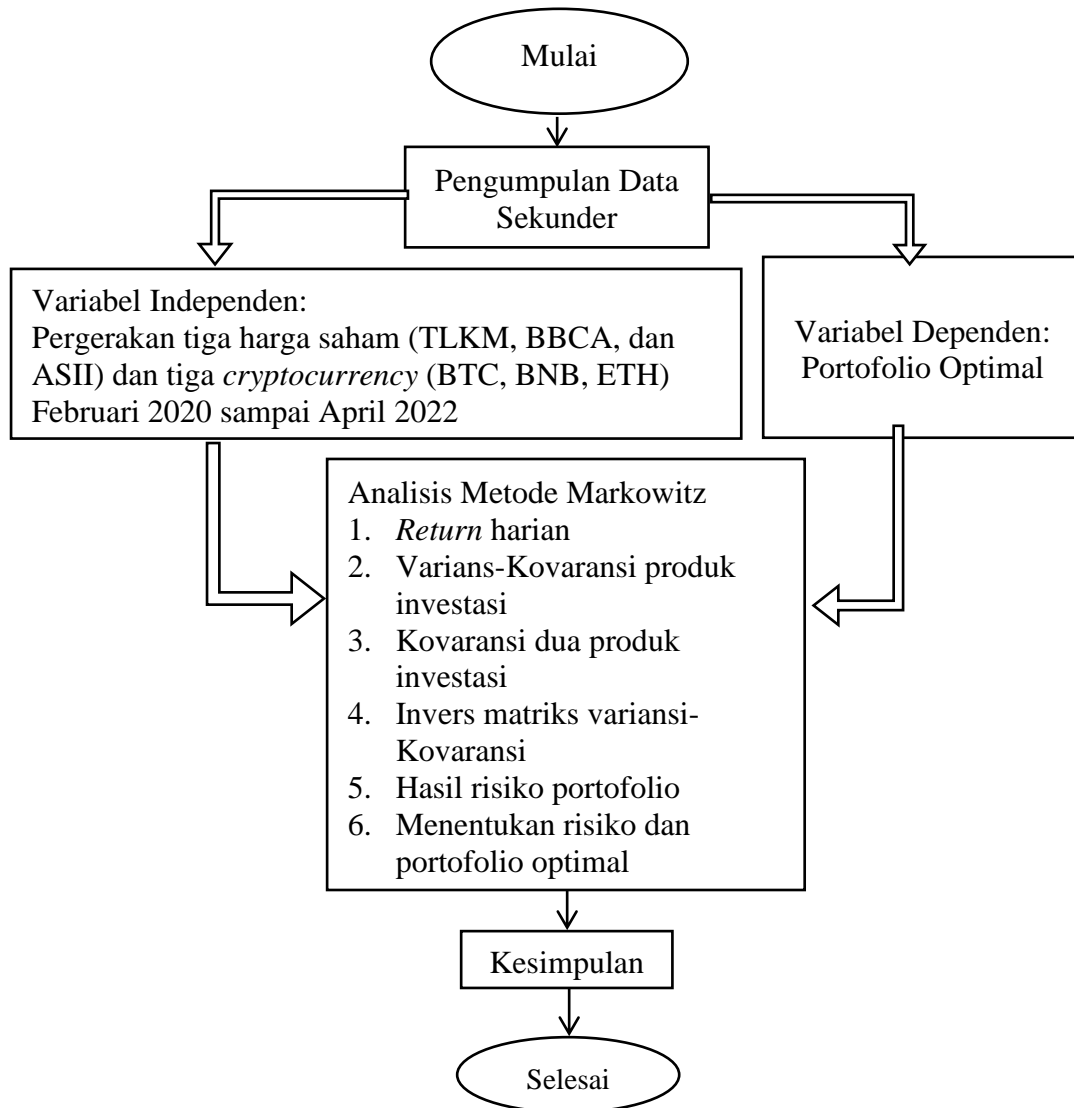 Mulai
Pengumpulan Data
Sekunder
Variabel Independen:
Pergerakan tiga harga saham (TLKM, BBCA, dan
ASII) dan tiga cryptocurrency (BTC, BNB, ETH)
Februari 2020 sampai April 2022
Variabel Dependen:
Portofolio Optimal
Analisis Metode Markowitz
1. Return harian
2. Varians-Kovaransi produk
investasi
3. Kovaransi dua produk
investasi
4. Invers matriks variansi-
Kovaransi
5. Hasil risiko portofolio
6. Menentukan risiko dan
portofolio optimal
Kesimpulan
Selesai